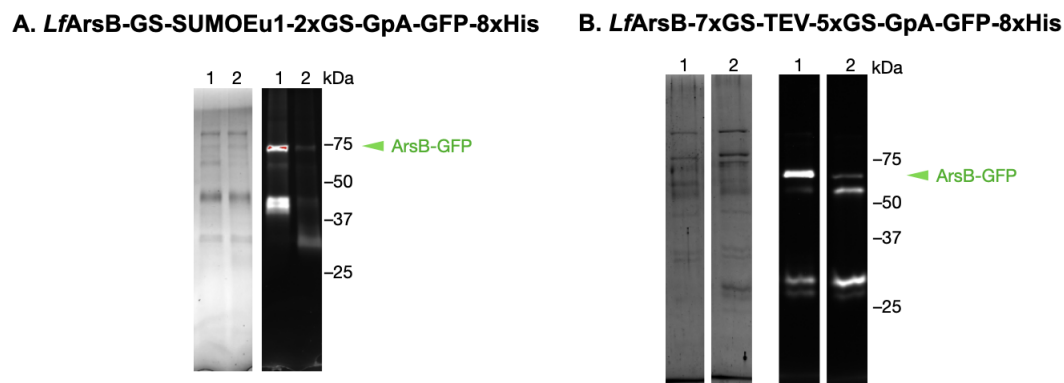 A. LfArsB-GS-SUMOEu1-2xGS-GpA-GFP-8xHis
1 2 1 2 kDa
–75
ArsB-GFP
–50
–37
–25
B. LfArsB-7xGS-TEV-5xGS-GpA-GFP-8xHis
1 2 1 2 kDa
–75
ArsB-GFP
–50
–37
–25